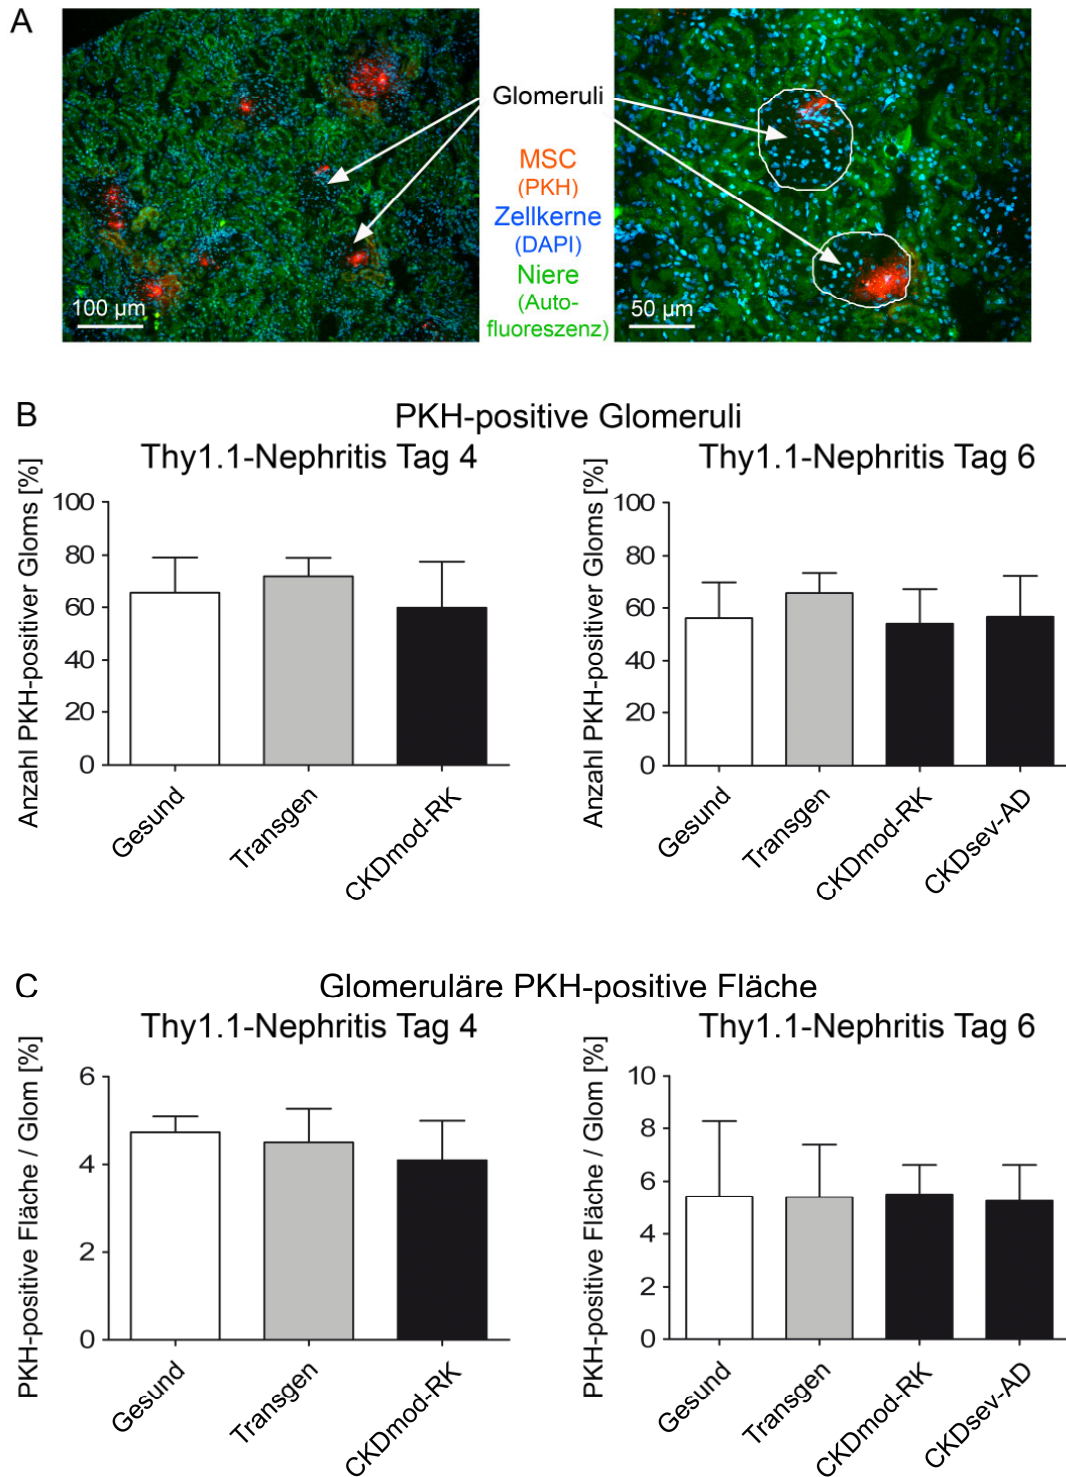 A
Glomeruli
MSC
(PKH)
Zellkerne
(DAPI)
Niere
(Auto-
fluoreszenz)
100 µm
50 µm
B
PKH-positive Glomeruli
Thy1.1-Nephritis Tag 4
Anzahl PKH-positiver Gloms [%]
100
80
60
40
20
0
Gesund
Transgen
CKDmod-RK
Thy1.1-Nephritis Tag 6
Anzahl PKH-positiver Gloms [%]
100
80
60
40
20
0
Gesund
Transgen
CKDmod-RK
CKDsev-AD
C
Glomeruläre PKH-positive Fläche
Thy1.1-Nephritis Tag 4
PKH-positive Fläche / Glom [%]
6
4
2
0
Gesund
Transgen
CKDmod-RK
Thy1.1-Nephritis Tag 6
PKH-positive Fläche / Glom [%]
10
8
6
4
2
0
Gesund
Transgen
CKDmod-RK
CKDsev-AD